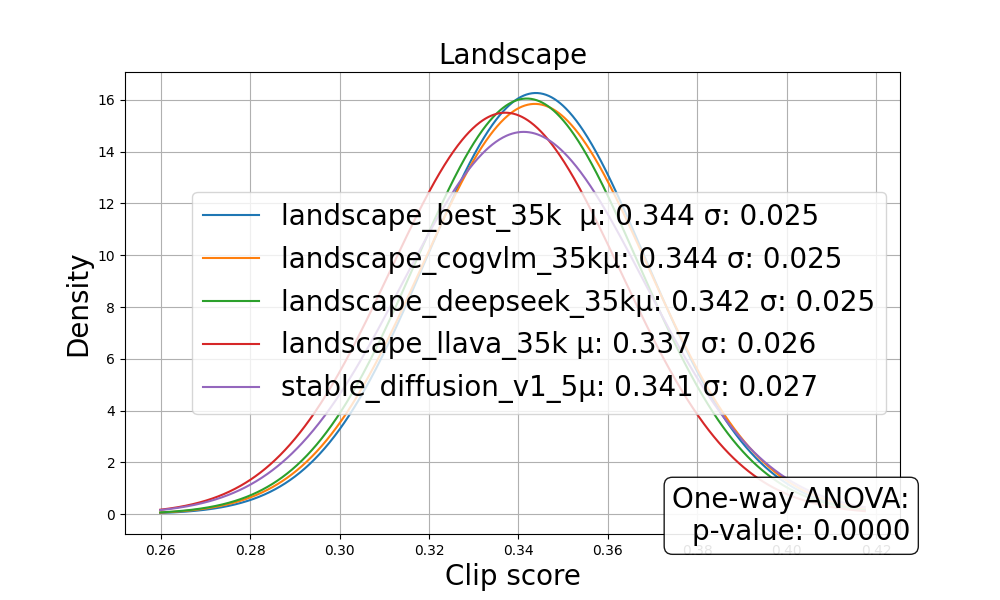 Landscape
16
14
12
10
8
6
4
2
0
Density
landscape_best_35k  μ: 0.344 σ: 0.025
landscape_cogvlm_35kμ: 0.344 σ: 0.025
landscape_deepseek_35kμ: 0.342 σ: 0.025
landscape_llava_35k μ: 0.337 σ: 0.026
stable_diffusion_v1_5μ: 0.341 σ: 0.027
One-way ANOVA:
p-value: 0.0000
0.26 0.28 0.30 0.32 0.34 0.36 0.38 0.40 0.42
Clip score